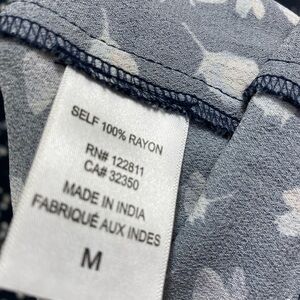 SELF 100% RAYON
RN# 122811
CA# 32350
MADE IN INDIA
FABRIQUÉ AUX INDES
M